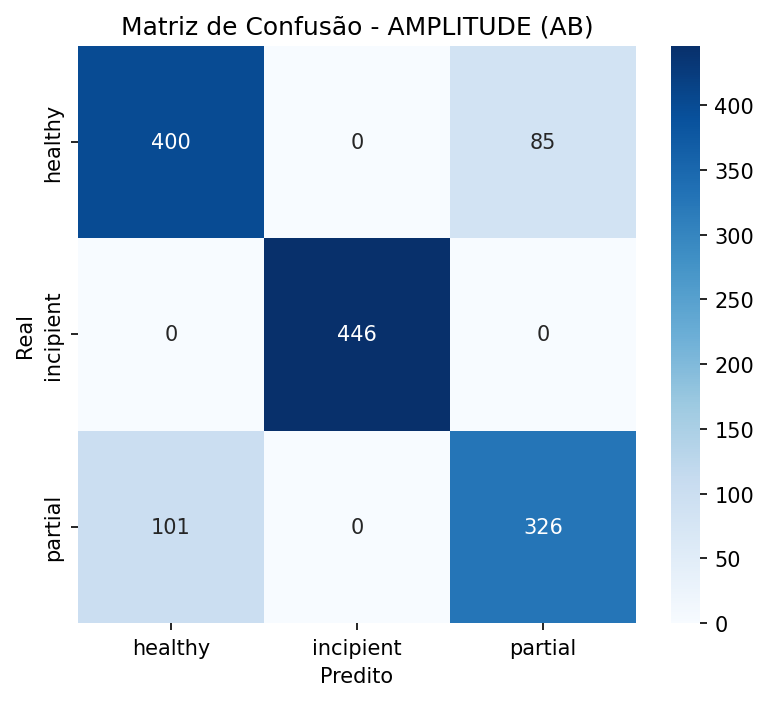 Matriz de Confusão - AMPLITUDE (AB)
healthy
400
0
85
Real
incipient
0
446
0
partial
101
0
326
healthy
incipient
partial
Predito
400
350
300
250
200
150
100
50
0